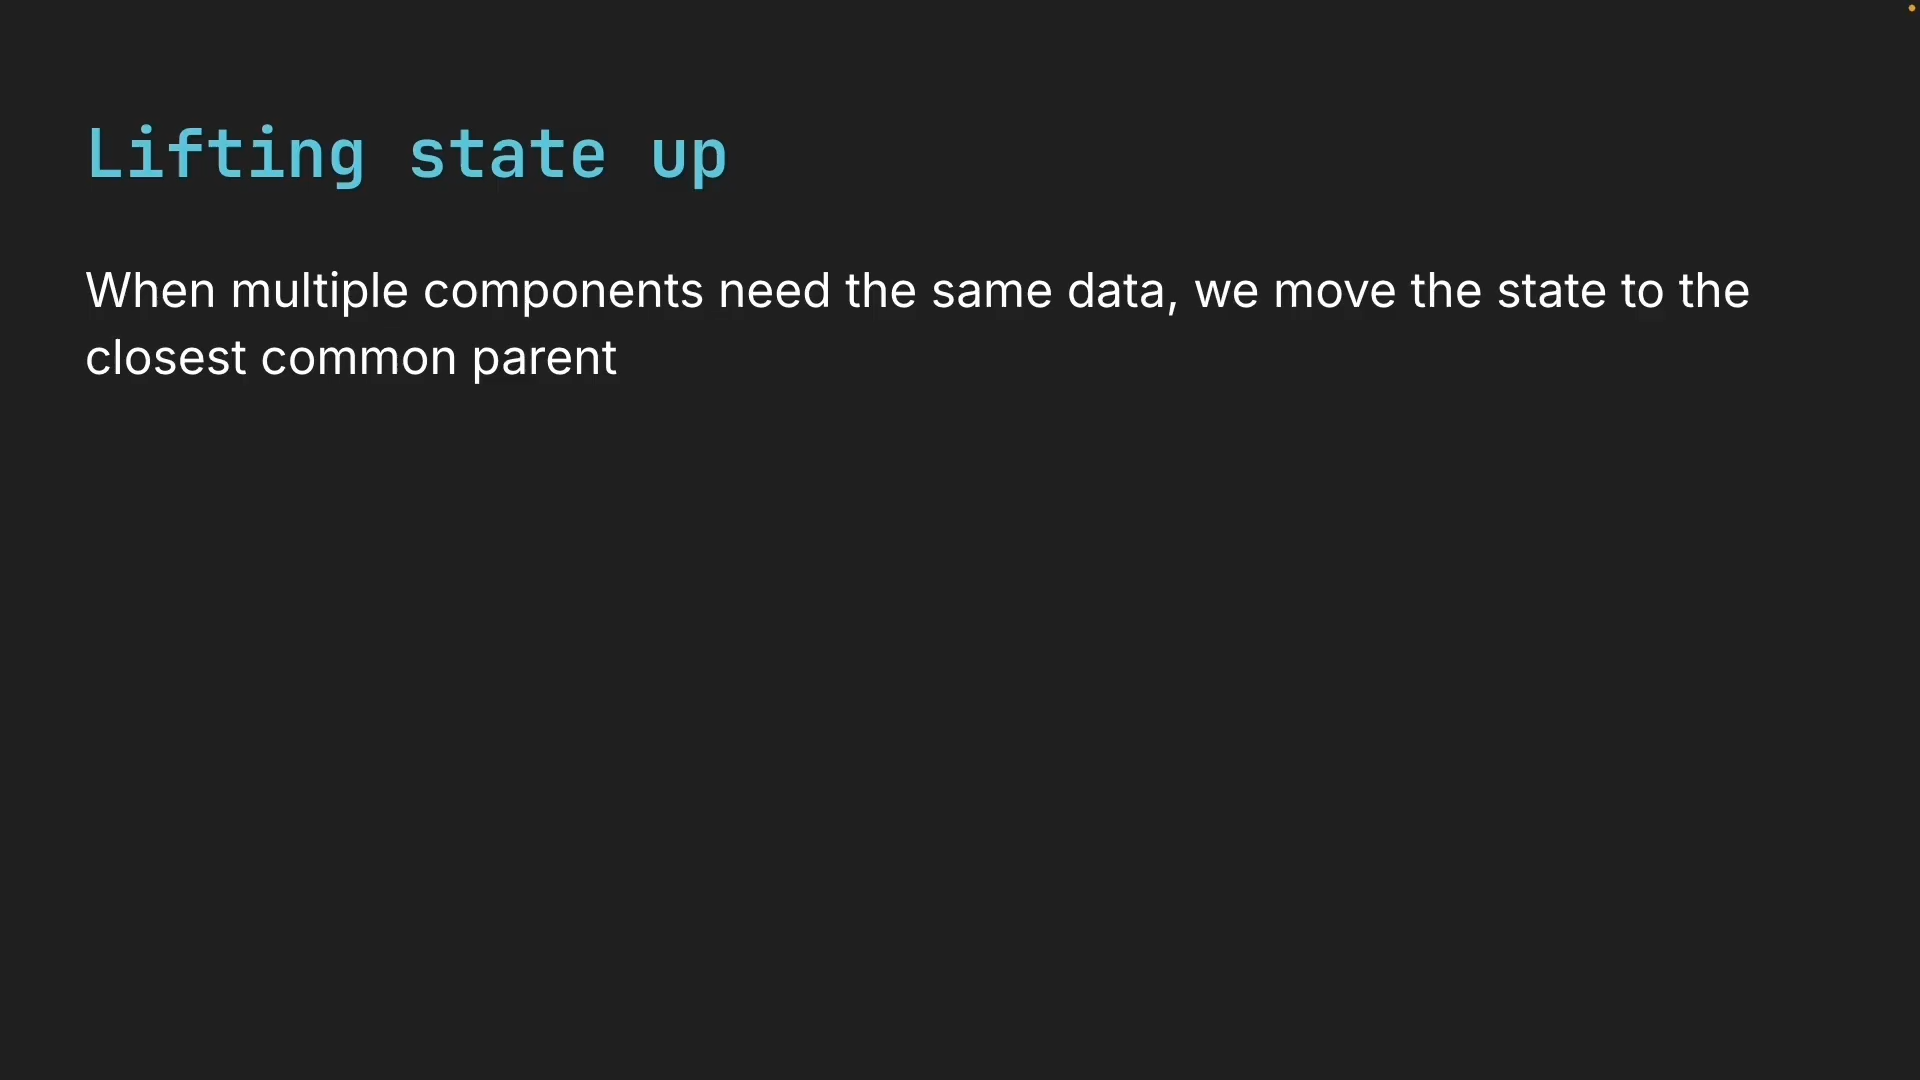 Lifting state up
When multiple components need the same data, we move the state to the
closest common parent